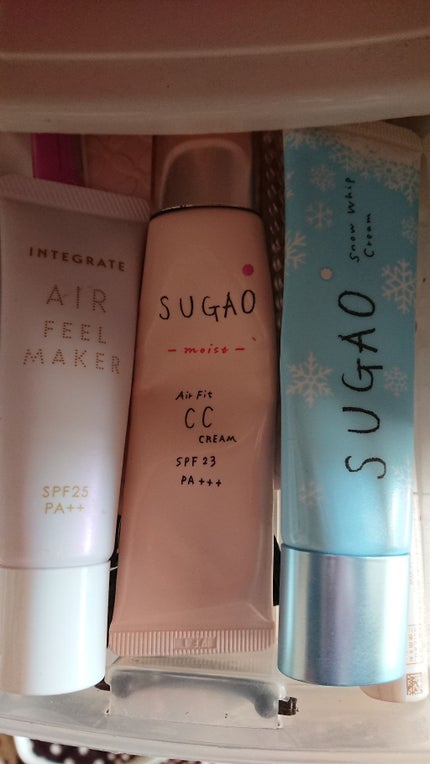 INTEGRATE
AIR
FEEL
MAKER
SPF25
PA++
SUGAO
moist
Air Fit
CC
CREAM
SPF 23
PA+++
SUGAO
Snow Whip
Cream